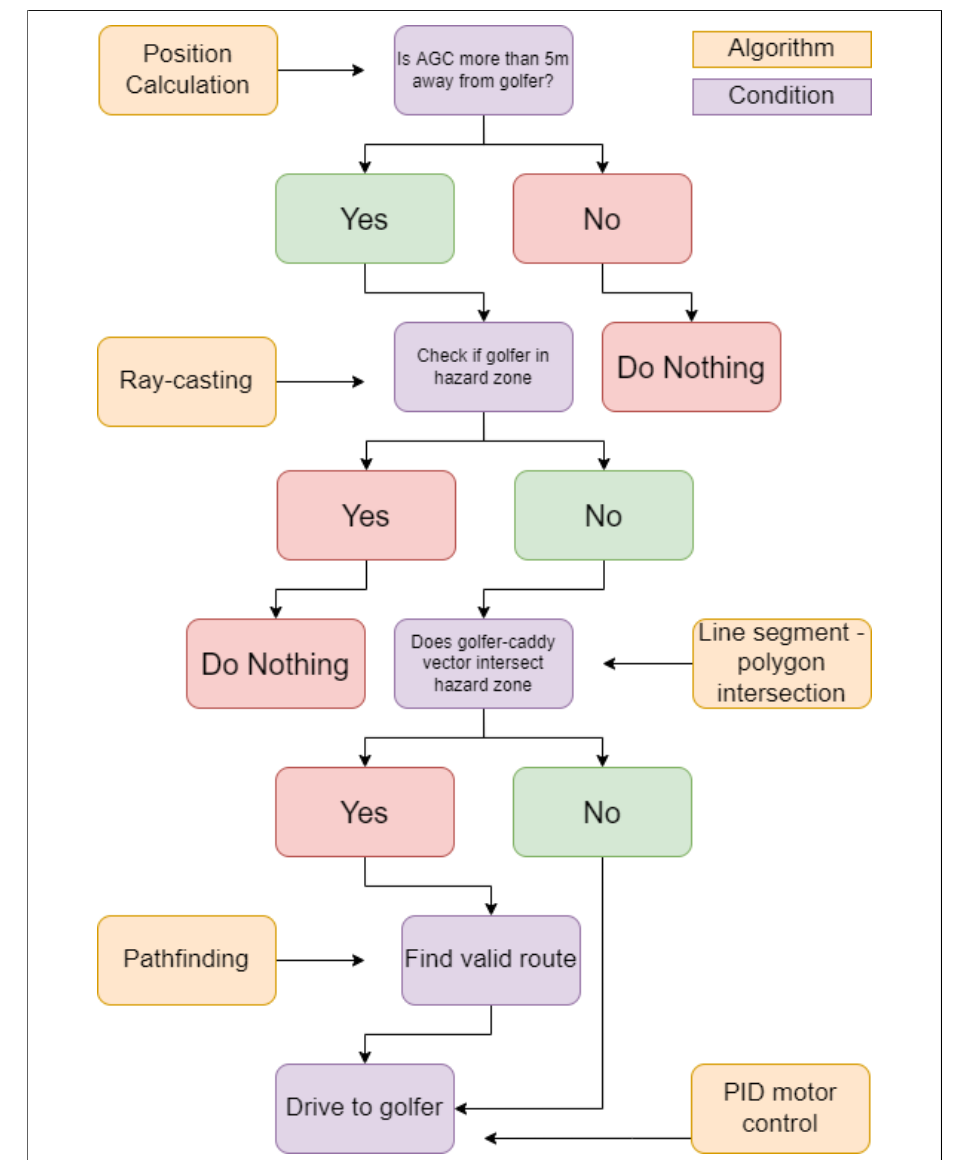 Position
Calculation
Is AGC more than 5m
away from golfer?
Algorithm
Condition
Yes
No
Ray-casting
Check if golfer in
hazard zone
Do Nothing
Yes
No
Do Nothing
Does golfer-caddy
vector intersect
hazard zone
Line segment -
polygon
intersection
Yes
No
Pathfinding
Find valid route
Drive to golfer
PID motor
control